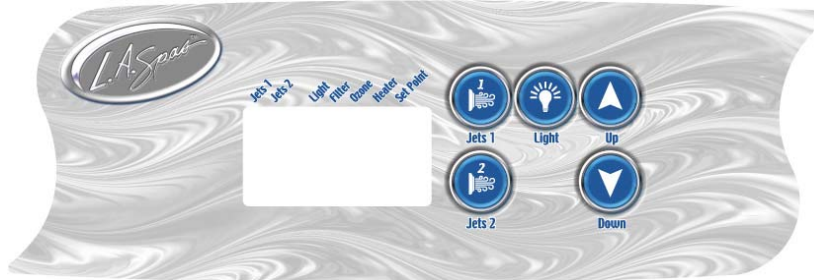 L.A.Spas™
Jets 1
Jets 2
Light
Filter
Ozone
Heater
Set Point
1
Jets 1
Light
Up
2
Jets 2
Down